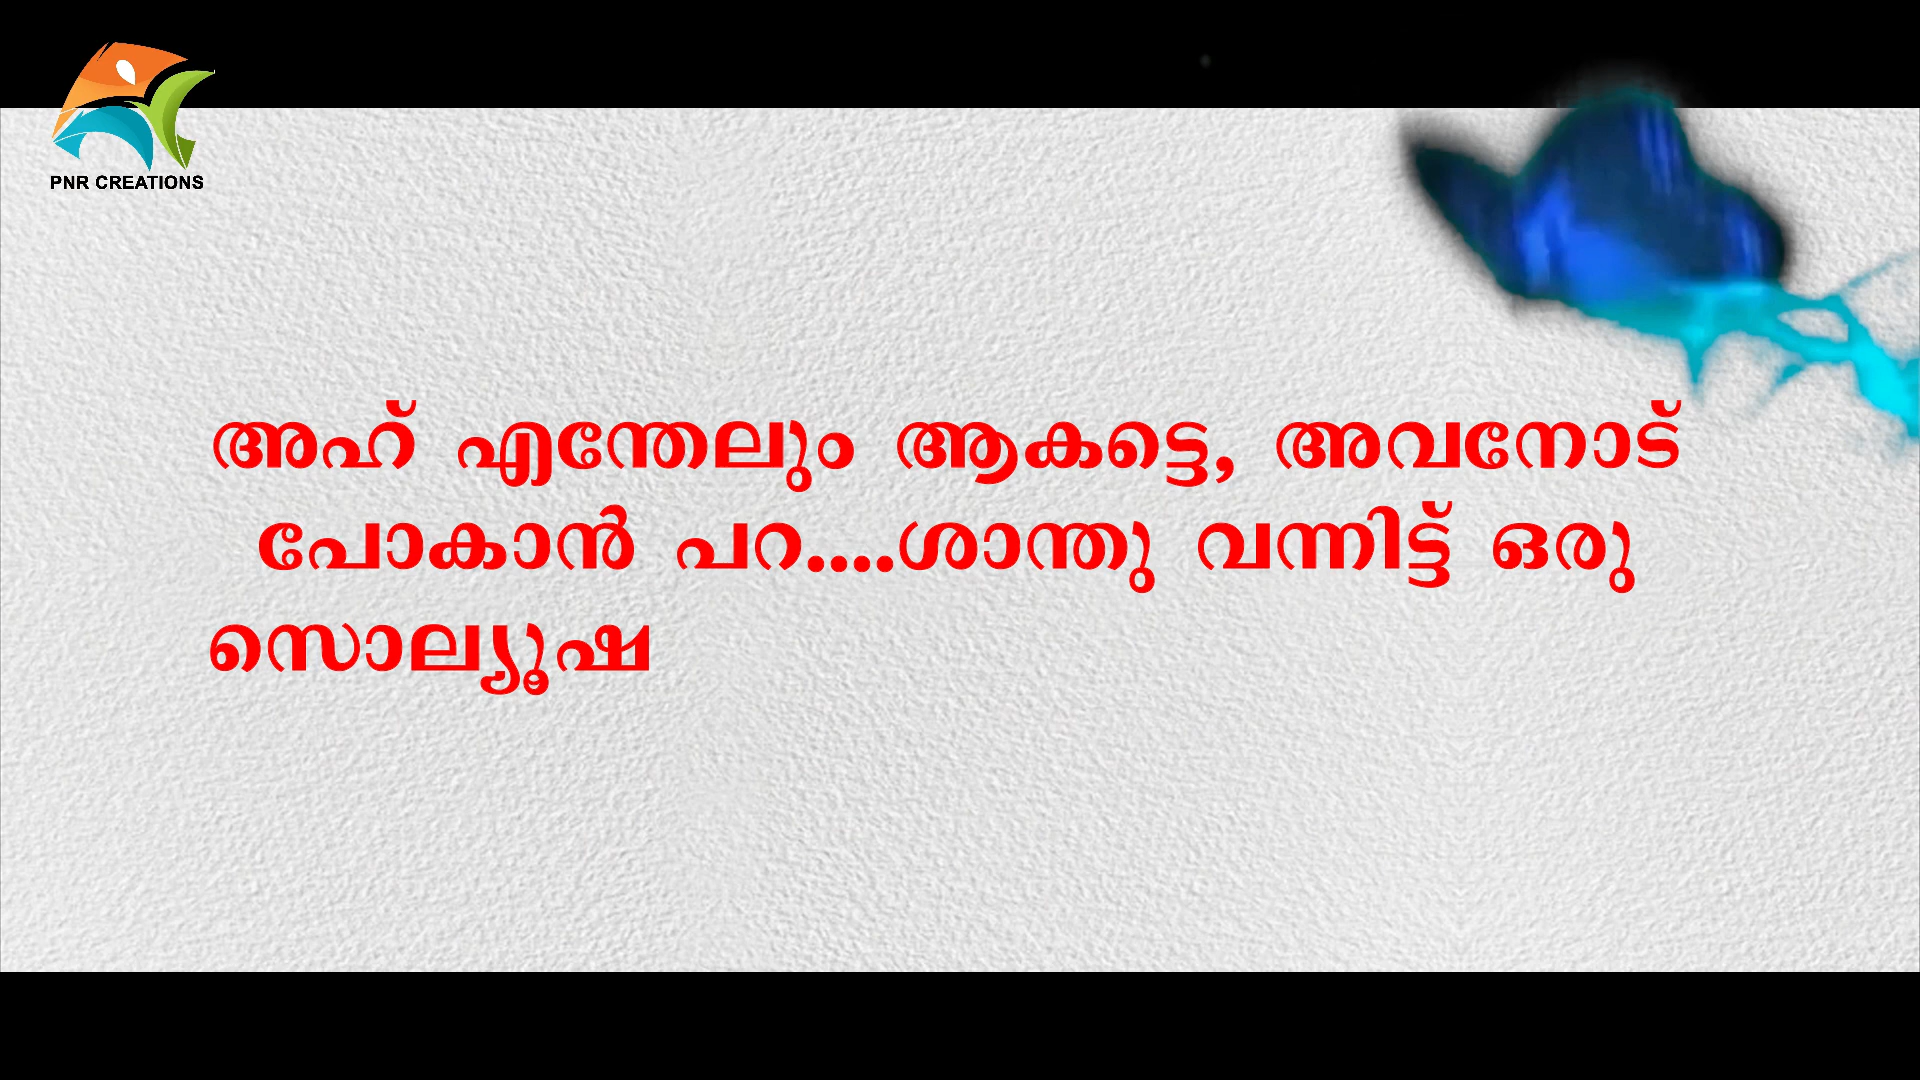 PNR CREATIONS
അഹ് എന്തേലും ആകട്ടെ, അവനോട്
പോകാൻ പറ....ശാന്തു വന്നിട്ട് ഒരു
സൊല്യൂഷ